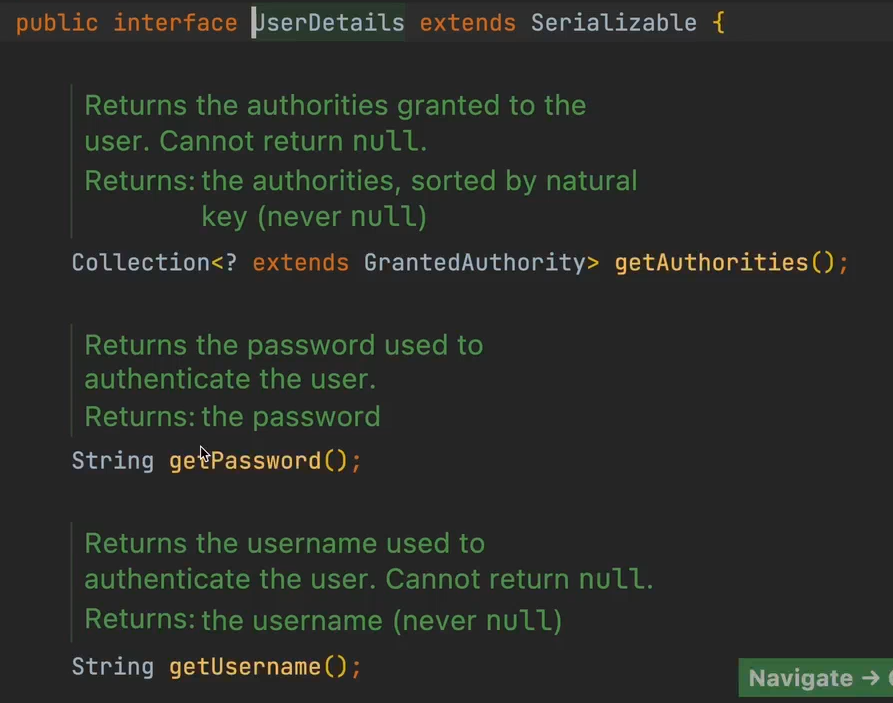 public interface UserDetails extends Serializable {
Returns the authorities granted to the
user. Cannot return null.
Returns: the authorities, sorted by natural
key (never null)
Collection<? extends GrantedAuthority> getAuthorities();
Returns the password used to
authenticate the user.
Returns: the password
String getPassword();
Returns the username used to
authenticate the user. Cannot return null.
Returns: the username (never null)
String getUsername();
Navigate →